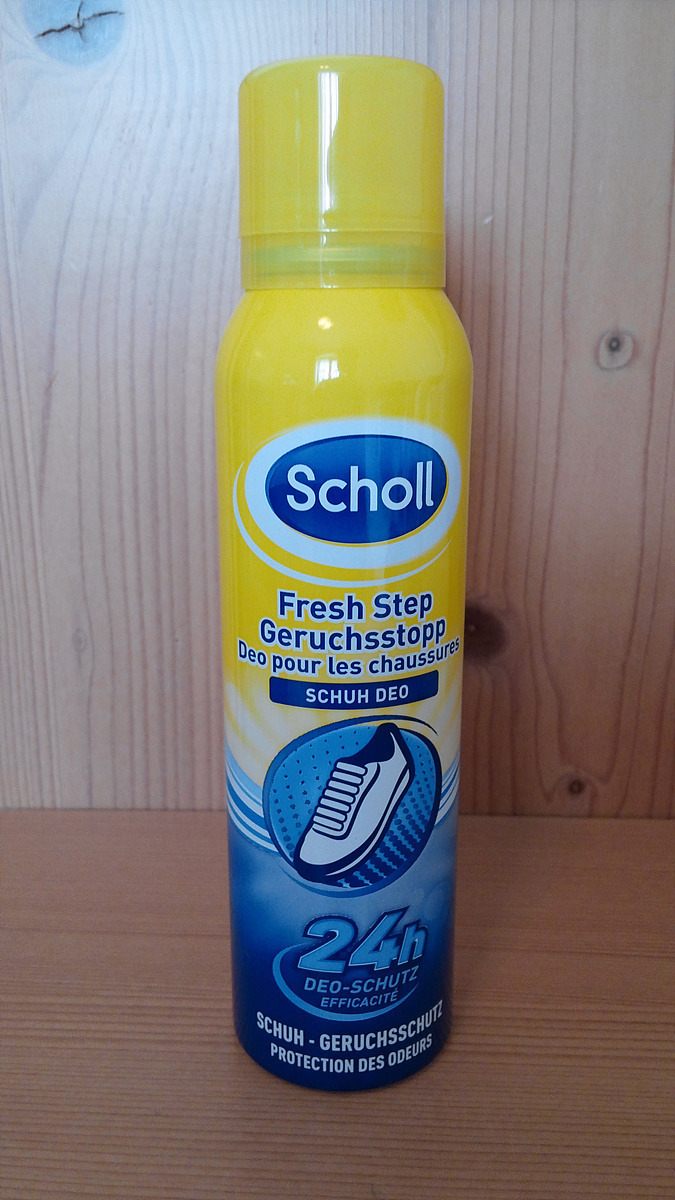 Scholl
Fresh Step
Geruchsstopp
Deo pour les chaussures
SCHUH DEO
24h
DEO-SCHUTZ
EFFICACITÉ
SCHUH - GERUCHSSCHUTZ
PROTECTION DES ODEURS